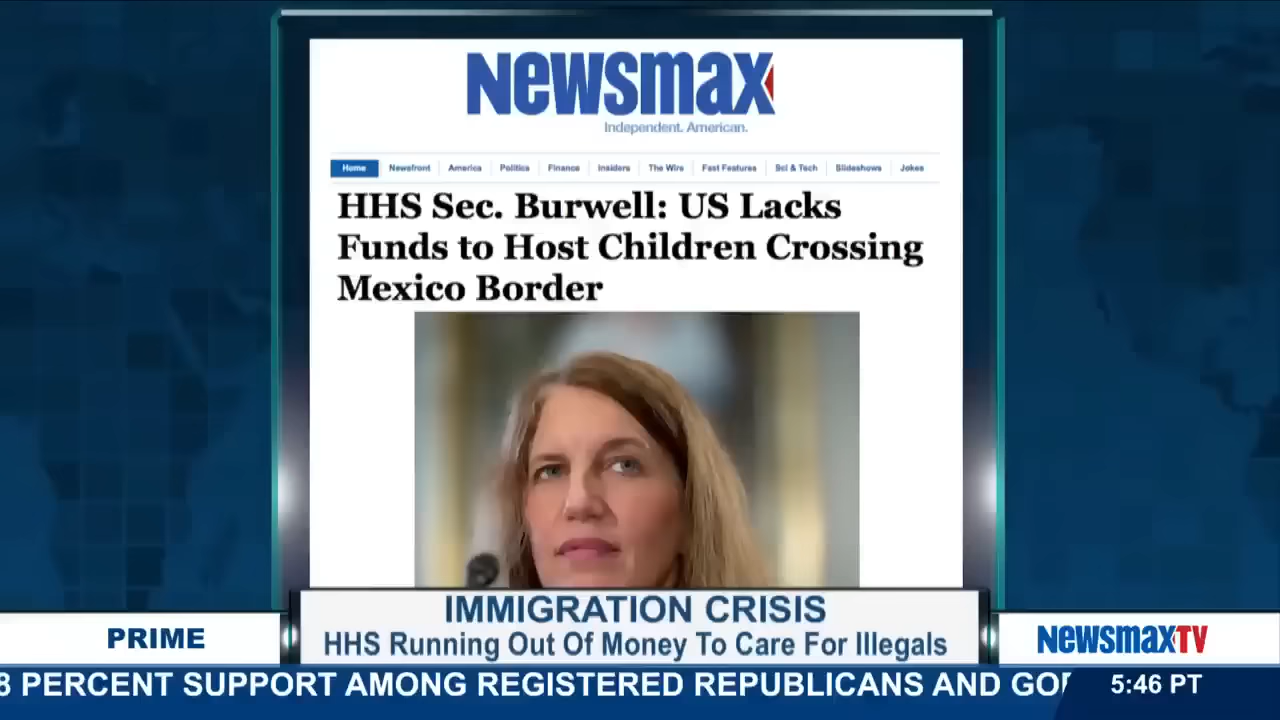 Newsmax
Independent. American.
Home Newsfront America Politics Finance Insiders The Wire Fast Features Sci & Tech Slideshows Jokes
HHS Sec. Burwell: US Lacks
Funds to Host Children Crossing
Mexico Border
IMMIGRATION CRISIS
PRIME
HHS Running Out Of Money To Care For Illegals
NEWSMAXTV
8 PERCENT SUPPORT AMONG REGISTERED REPUBLICANS AND
5:46 PT